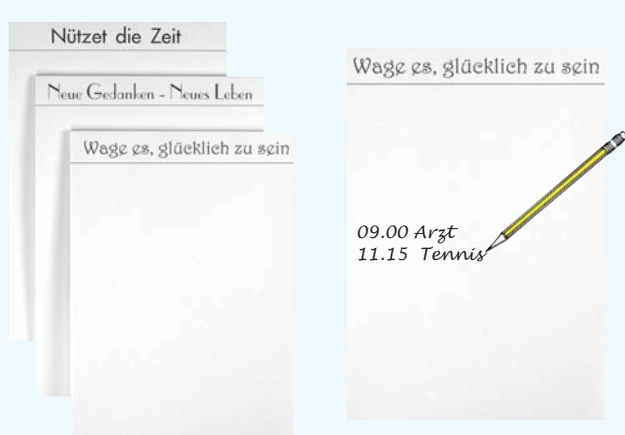 Nützet die Zeit
Neue Gedanken - Neues Leben
Wage es, glücklich zu sein
Wage es, glücklich zu sein
09.00 Arzt
11.15 Tennis